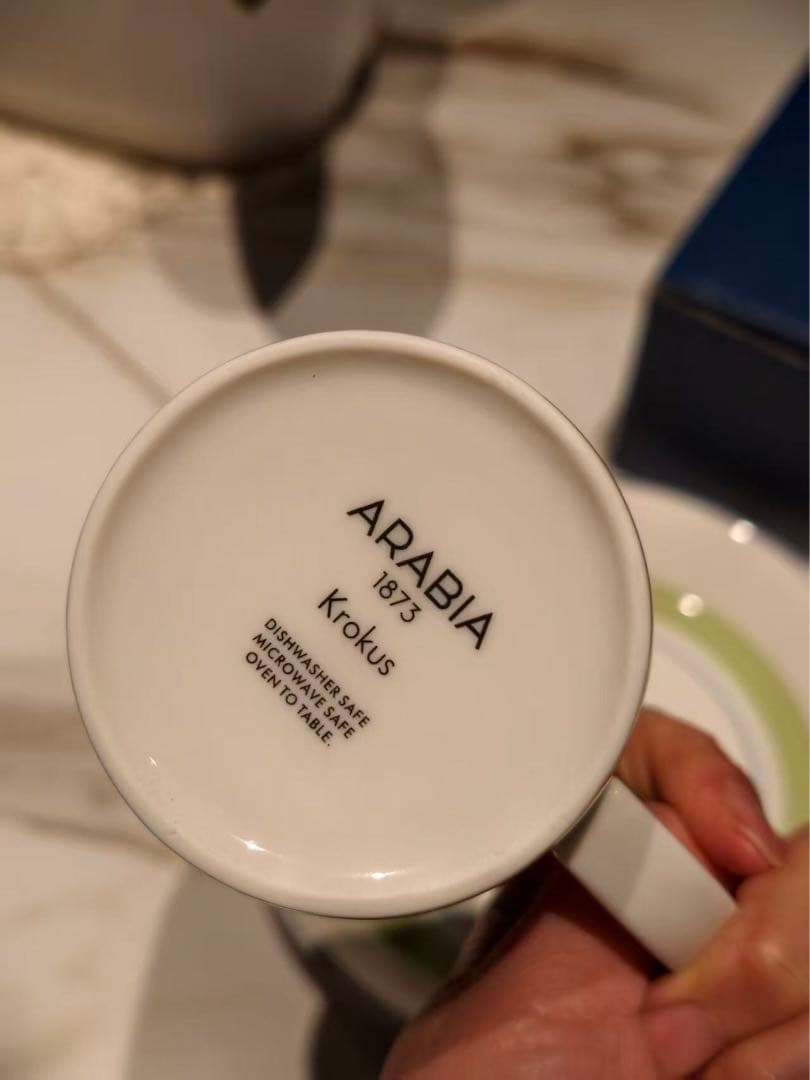 ARABIA
1873
Krokus
DISHWASHER SAFE
MICROWAVE SAFE
OVEN TO TABLE.